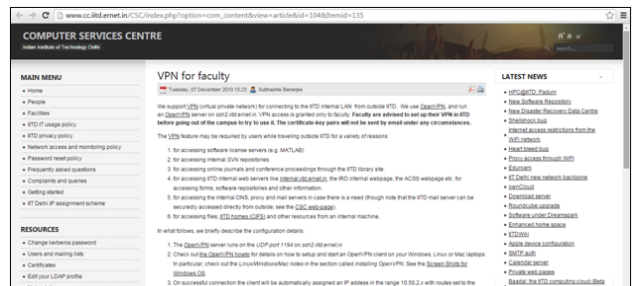 www.cc.iitd.ernet.in/CSC/index.php?option=com_content&view=article&id=104&Itemid=135
COMPUTER SERVICES CENTRE
Indian Institute of Technology Delhi
search...
MAIN MENU
Home
People
Facilities
IITD IT usage policy
IITD privacy policy
Network access and monitoring policy
Password reset policy
Frequently asked questions
Complaints and queries
Getting started
IIT Delhi IP assignment scheme
RESOURCES
Change kerberos password
Users and mailing lists
Certificates
Edit your LDAP profile
VPN for faculty
Tuesday, 07 December 2010 15:23 Subhashis Banerjee
We support VPN (virtual private network) for connecting to the IITD internal LAN from outside IITD. We use OpenVPN, and run
an OpenVPN server on ssh2.iitd.ernet.in. VPN access is granted only to faculty. Faculty are advised to set up their VPN in IITD
before going out of the campus to try to use it. The certificate-key pairs will not be sent by email under any circumstances.
The VPN feature may be required by users while traveling outside IITD for a variety of reasons:
1. for accessing software license servers (e.g. MATLAB)
2. for accessing internal SVN repositories.
3. for accessing online journals and conference proceedings through the IITD library site.
4. for accessing IITD internal web servers like internal.iitd.ernet.in, the IRD internal webpage, the ACSS webpage etc. for
accessing forms, software repositories and other information.
5. for accessing the internal DNS, proxy and mail servers in case there is a need (though note that the IITD mail server can be
securedly accessed directly from outside, see the CSC web-page).
6. for accessing files, IITD homes (CIFS) and other resources from an internal machine.
In what follows, we briefly describe the configuration details:
1. The OpenVPN server runs on the UDP port 1194 on ssh2.iitd.ernet.in
2. Check out the OpenVPN howto for details on how to setup and start an OpenVPN client on your Windows, Linux or Mac laptops.
In particular, check out the Linux/Windows/Mac notes in the section called installing OpenVPN. See the Screen Shots for
Windows OS.
3. On successful connection the client will be automatically assigned an IP address in the range 10.50.2.x with routes set to the
LATEST NEWS
HPC@IITD: Padum
New Software Repository
New Disaster Recovery Data Centre
Shellshock bug
Internet access restrictions from the
WiFi network
Heart bleed bug
Proxy access through WiFi
Eduroam
IIT Delhi new network backbone
ownCloud
Download server
Roundcube upgrade
Software under Dreamspark
Enhanced home space
IITDWiki
Apple device configuration
SMTP auth
Calendar server
Private web pages
Baadal: the IITD computing cloud (Beta